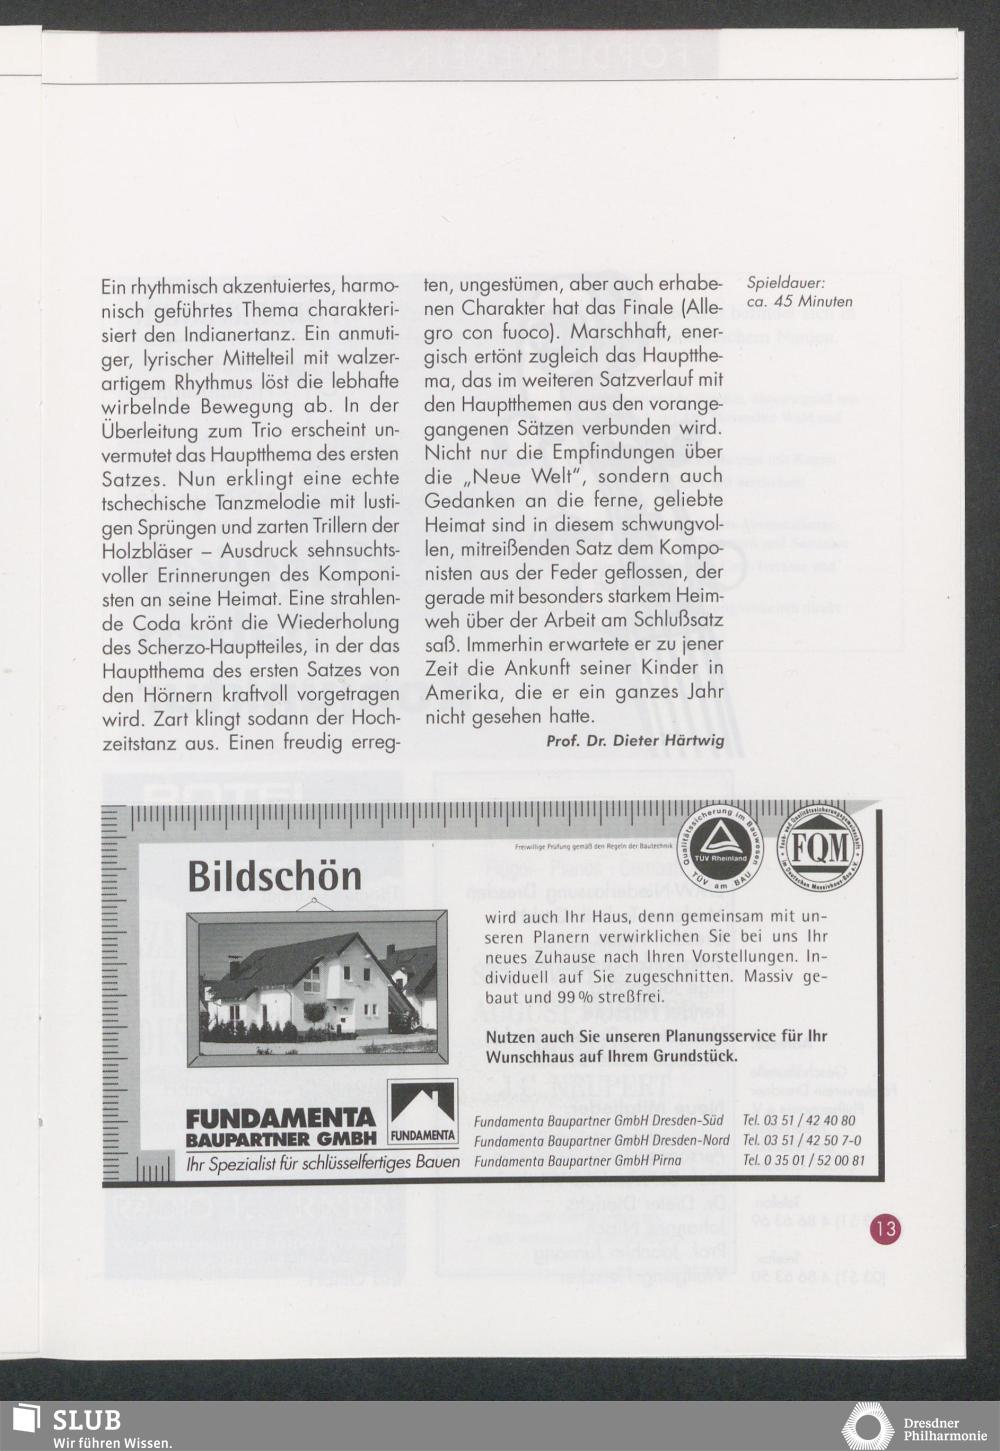 Ein rhythmisch akzentuiertes, harmo-
nisch geführtes Thema charakteri-
siert den Indianertanz. Ein anmuti-
ger, lyrischer Mittelteil mit walzer-
artigem Rhythmus löst die lebhafte
wirbelnde Bewegung ab. In der
Überleitung zum Trio erscheint un-
vermutet das Hauptthema des ersten
Satzes. Nun erklingt eine echte
tschechische Tanzmelodie mit lusti-
gen Sprüngen und zarten Trillern der
Holzbläser – Ausdruck sehnsuchts-
voller Erinnerungen des Komponi-
sten an seine Heimat. Eine strahlen-
de Coda krönt die Wiederholung
des Scherzo-Hauptteiles, in der das
Hauptthema des ersten Satzes von
den Hörnern kraftvoll vorgetragen
wird. Zart klingt sodann der Hoch-
zeitstanz aus. Einen freudig erreg-
ten, ungestümen, aber auch erhabe-
nen Charakter hat das Finale (Alle-
gro con fuoco). Marschhaft, ener-
gisch ertönt zugleich das Hauptthe-
ma, das im weiteren Satzverlauf mit
den Hauptthemen aus den vorange-
gangenen Sätzen verbunden wird.
Nicht nur die Empfindungen über
die „Neue Welt“, sondern auch
Gedanken an die ferne, geliebte
Heimat sind in diesem schwungvol-
len, mitreißenden Satz dem Kompo-
nisten aus der Feder geflossen, der
gerade mit besonders starkem Heim-
weh über der Arbeit am Schlußsatz
saß. Immerhin erwartete er zu jener
Zeit die Ankunft seiner Kinder in
Amerika, die er ein ganzes Jahr
nicht gesehen hatte.
Prof. Dr. Dieter Härtwig
Spieldauer:
ca. 45 Minuten
Freiwillige Prüfung gemäß den Regeln der Bautechnik
Qualitätssicherung im Bauwesen
TÜV Rheinland
TÜV am BAU
FQM
Bildschön
wird auch Ihr Haus, denn gemeinsam mit un-
seren Planern verwirklichen Sie bei uns Ihr
neues Zuhause nach Ihren Vorstellungen. In-
dividuell auf Sie zugeschnitten. Massiv ge-
baut und 99% streßfrei.
Nutzen auch Sie unseren Planungsservice für Ihr
Wunschhaus auf Ihrem Grundstück.
FUNDAMENTA
BAUPARTNER GMBH
FUNDAMENTA
Ihr Spezialist für schlüsselfertiges Bauen
Fundamenta Baupartner GmbH Dresden-Süd Tel. 03 51 / 42 40 80
Fundamenta Baupartner GmbH Dresden-Nord Tel. 03 51 / 42 50 7-0
Fundamenta Baupartner GmbH Pirna Tel. 0 35 01 / 52 00 81
13
SLUB
Wir führen Wissen.
Dresdner
Philharmonie